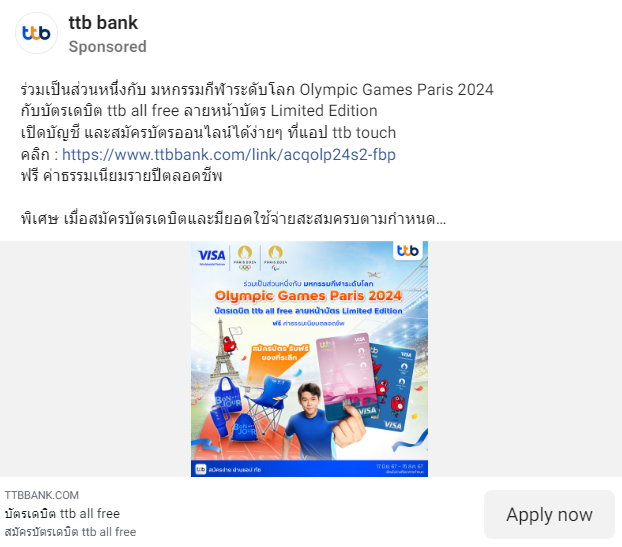 ttb bank
Sponsored
ร่วมเป็นส่วนหนึ่งกับ มหกรรมกีฬาระดับโลก Olympic Games Paris 2024
กับบัตรเดบิต ttb all free ลายหน้าบัตร Limited Edition
เปิดบัญชี และสมัครบัตรออนไลน์ได้ง่ายๆ ที่แอป ttb touch
คลิก : https://www.ttbbank.com/link/acqolp24s2-fbp
ฟรี ค่าธรรมเนียมรายปีตลอดชีพ
พิเศษ เมื่อสมัครบัตรเดบิตและมียอดใช้จ่ายสะสมครบตามกำหนด...
VISA
PARIS 2024
PARIS 2024
ttb
ร่วมเป็นส่วนหนึ่งกับ มหกรรมกีฬาระดับโลก
Olympic Games Paris 2024
บัตรเดบิต ttb all free ลายหน้าบัตร Limited Edition
ฟรี ค่าธรรมเนียมรายปีตลอดชีพ
สมัครบัตร รับฟรี
ของที่ระลึก
ttb
VISA
VISA
ttb
17 มิ.ย. 67 - 15 ส.ค. 67
TTBBANK.COM
บัตรเดบิต ttb all free
สมัครบัตรเดบิต ttb all free
Apply now